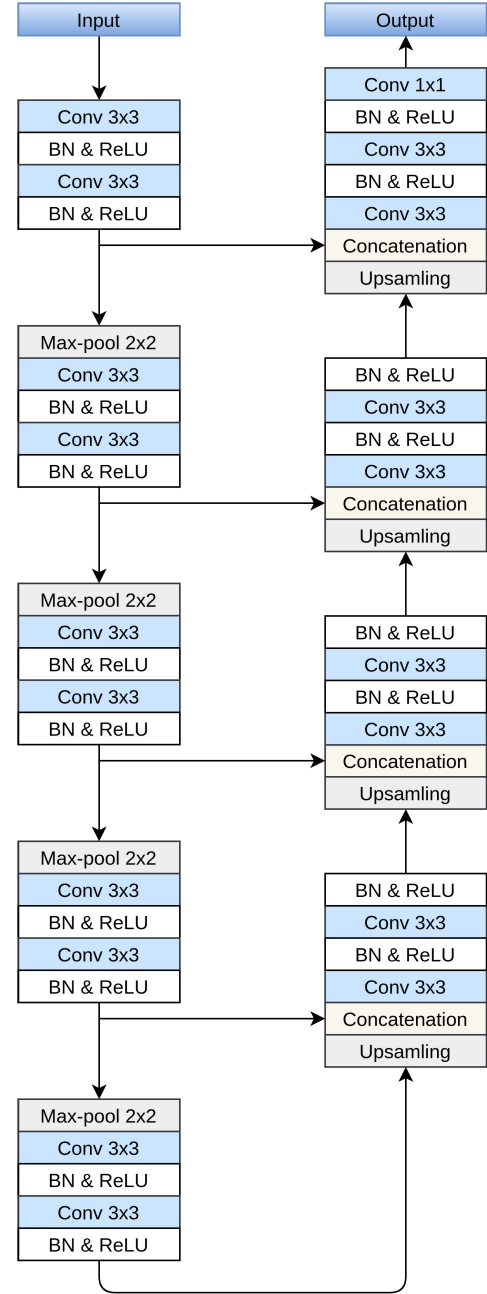 Input
Conv 3x3
BN & ReLU
Conv 3x3
BN & ReLU
Max-pool 2x2
Conv 3x3
BN & ReLU
Conv 3x3
BN & ReLU
Max-pool 2x2
Conv 3x3
BN & ReLU
Conv 3x3
BN & ReLU
Max-pool 2x2
Conv 3x3
BN & ReLU
Conv 3x3
BN & ReLU
Max-pool 2x2
Conv 3x3
BN & ReLU
Conv 3x3
BN & ReLU
Output
Conv 1x1
BN & ReLU
Conv 3x3
BN & ReLU
Conv 3x3
Concatenation
Upsamling
BN & ReLU
Conv 3x3
BN & ReLU
Conv 3x3
Concatenation
Upsamling
BN & ReLU
Conv 3x3
BN & ReLU
Conv 3x3
Concatenation
Upsamling
BN & ReLU
Conv 3x3
BN & ReLU
Conv 3x3
Concatenation
Upsamling